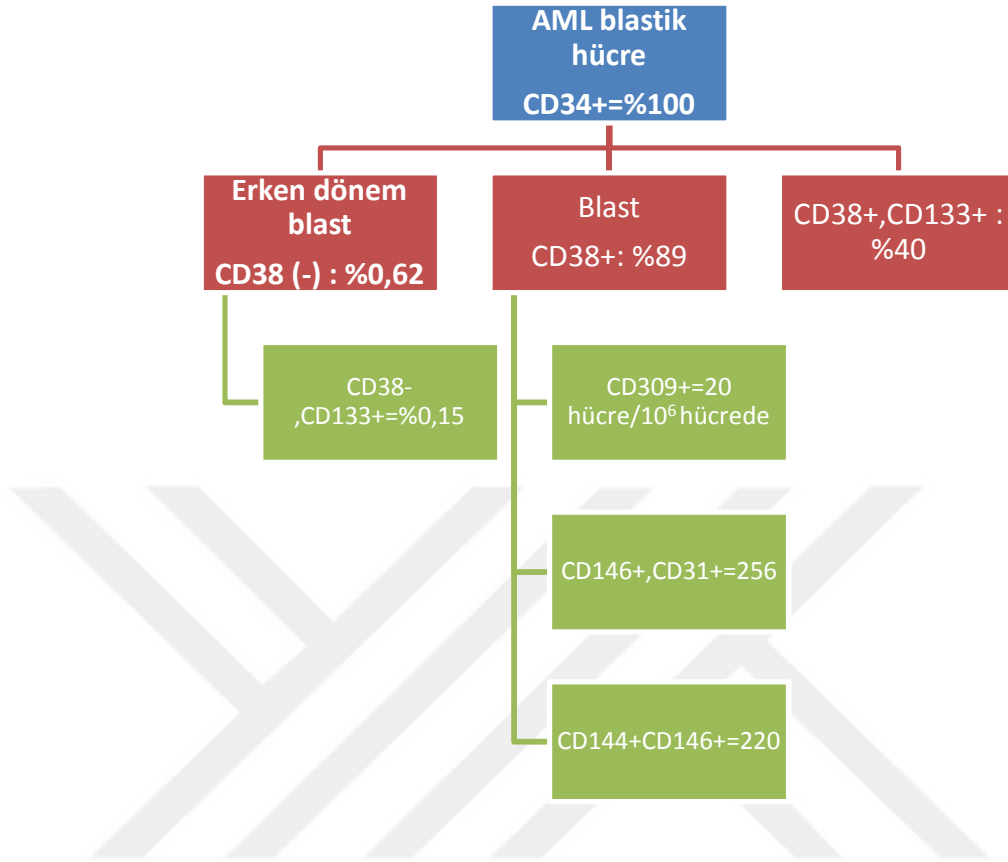 AML blastik
hücre
CD34+=%100
Erken dönem
blast
CD38 (-) : %0,62
Blast
CD38+: %89
CD38+,CD133+ :
%40
CD38-
,CD133+=%0,15
CD309+=20
hücre/10⁶ hücrede
CD146+,CD31+=256
CD144+CD146+=220